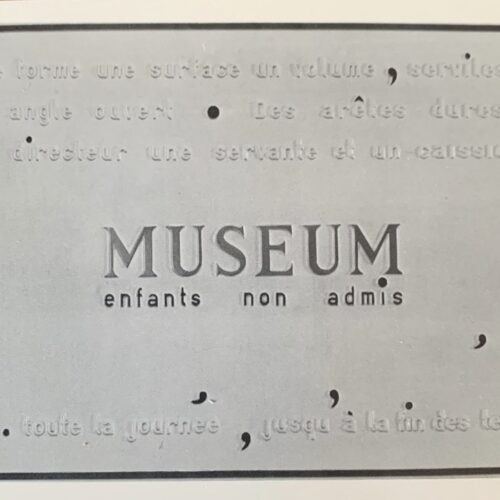 forme une surface un volume, serviles
angle ouvert. Des arêtes dures
directeur une servante et un caissi
MUSEUM
enfants non admis
,
, ,
. toute la journée, jusqu'à la fin des te